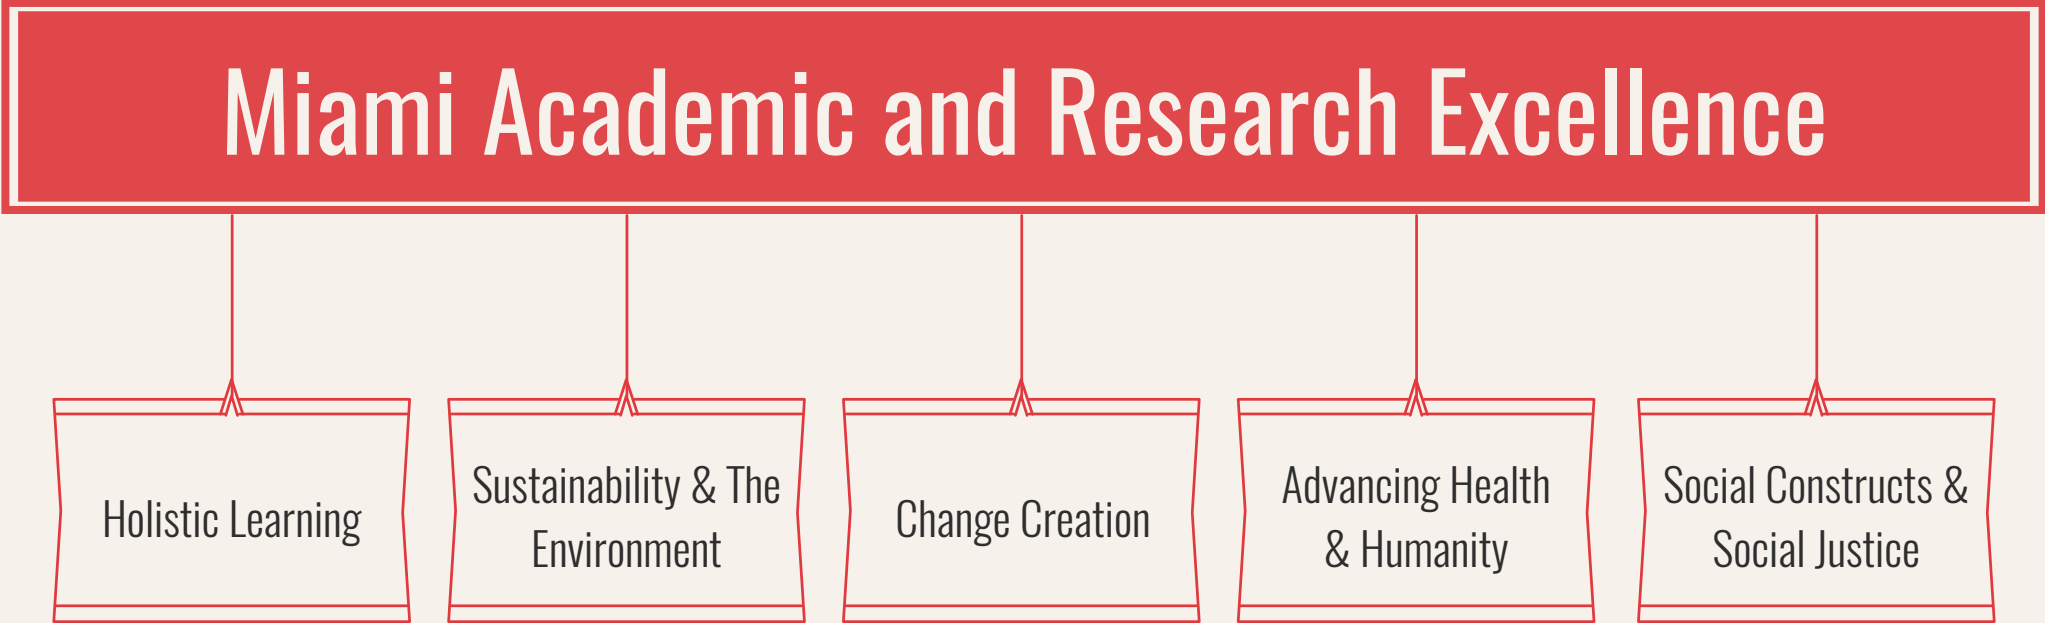 Miami Academic and Research Excellence
Holistic Learning
Sustainability & The
Environment
Change Creation
Advancing Health
& Humanity
Social Constructs &
Social Justice